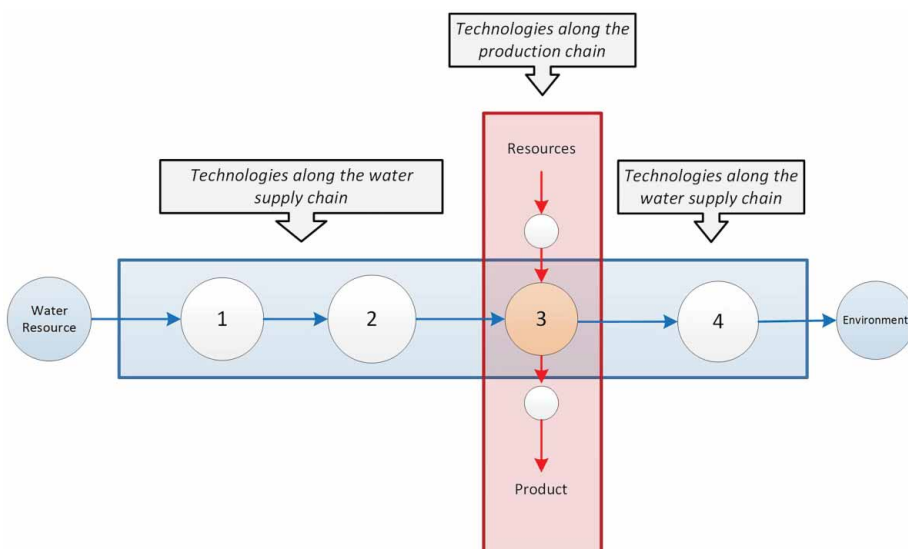 Technologies along the
production chain
Resources
Technologies along the water
supply chain
Technologies along the
water supply chain
Water
Resource
1
2
3
4
Environment
Product